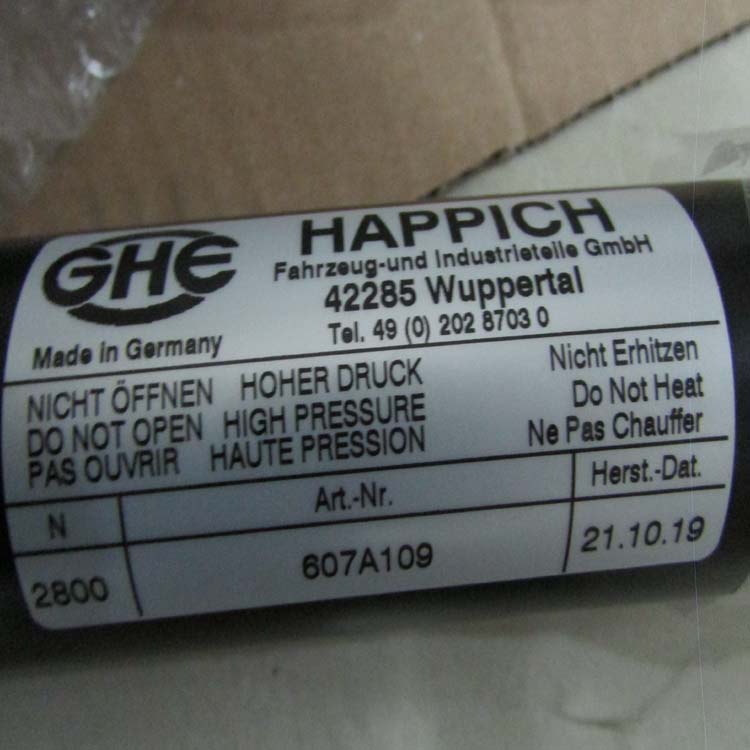 GHE
HAPPICH
Fahrzeug-und Industrieteile GmbH
42285 Wuppertal
Tel. 49 (0) 202 8703 0
Made in Germany
NICHT ÖFFNEN HOHER DRUCK
DO NOT OPEN HIGH PRESSURE
PAS OUVRIR HAUTE PRESSION
Nicht Erhitzen
Do Not Heat
Ne Pas Chauffer
N Art.-Nr. Herst.-Dat.
2800 607A109 21.10.19